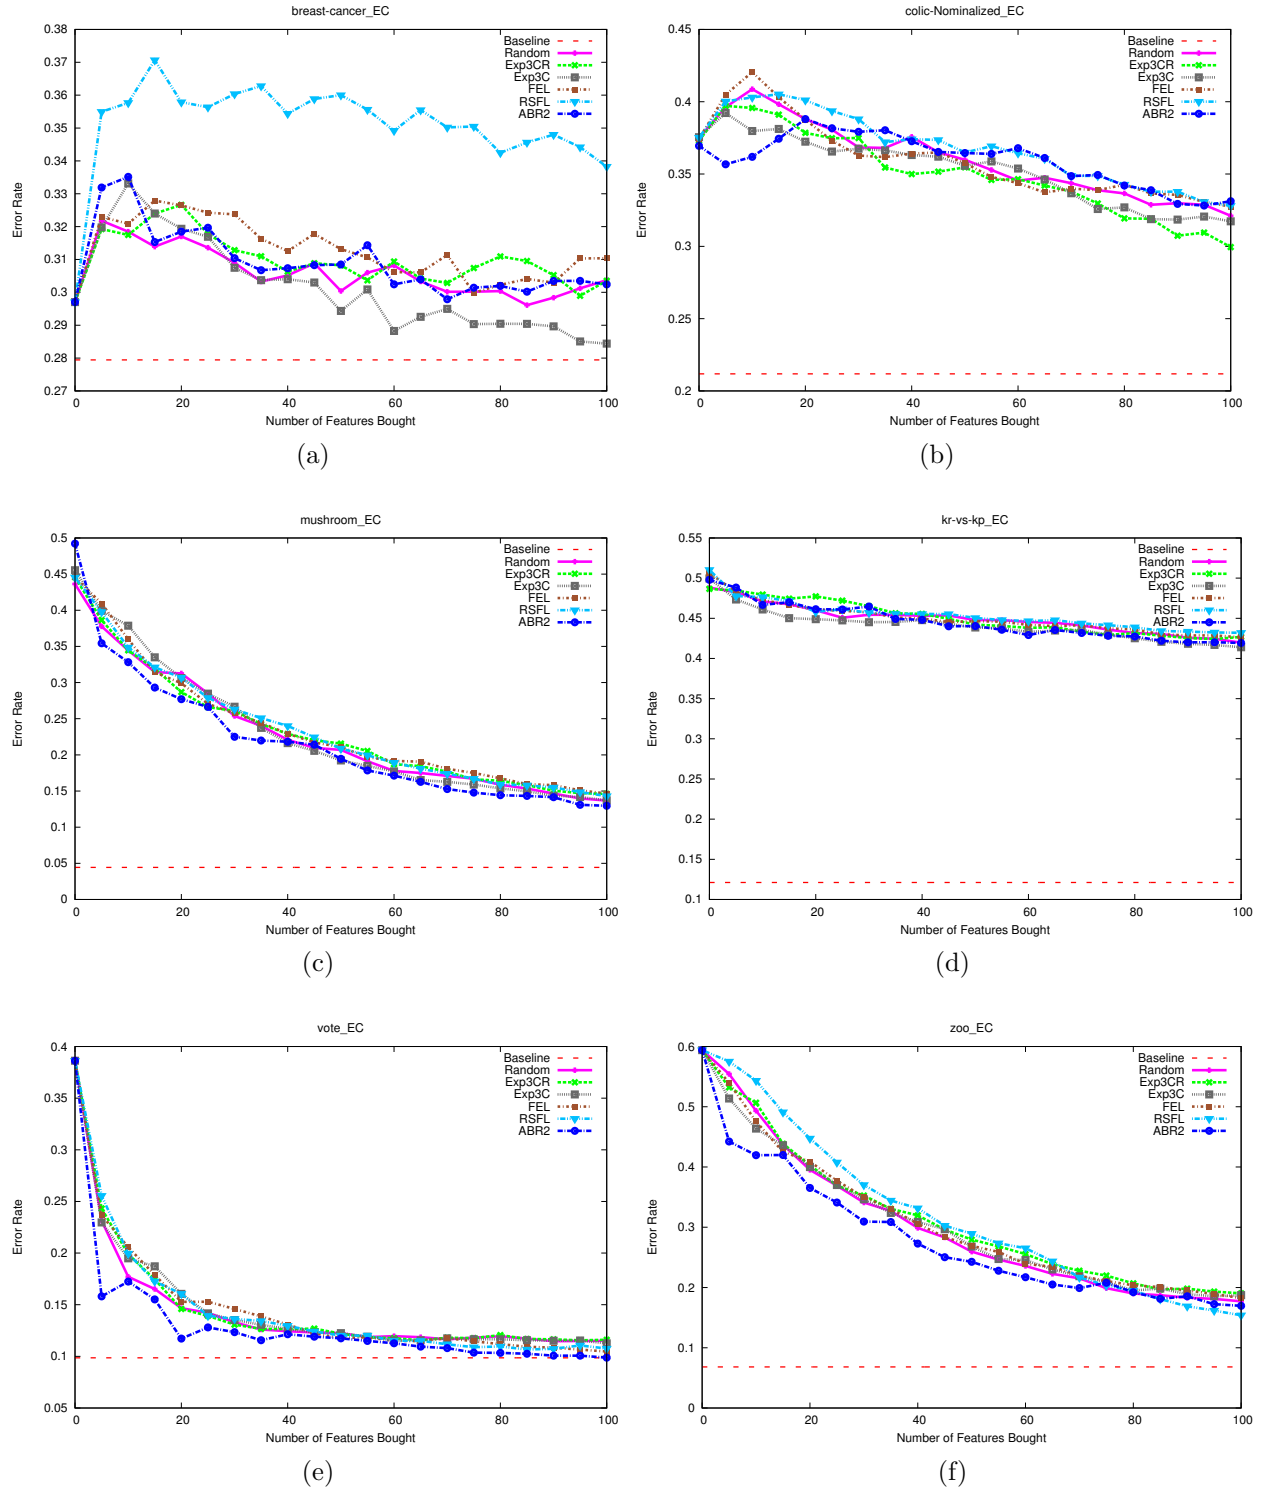 breast-cancer_EC
0.38
0.37
0.36
0.35
0.34
0.33
0.32
0.31
0.3
0.29
0.28
0.27
Error Rate
0 20 40 60 80 100
Number of Features Bought
Baseline
Random
Exp3CR
Exp3C
FEL
RSFL
ABR2
(a)
colic-Nominalized_EC
0.45
0.4
0.35
0.3
0.25
0.2
Error Rate
0 20 40 60 80 100
Number of Features Bought
Baseline
Random
Exp3CR
Exp3C
FEL
RSFL
ABR2
(b)
mushroom_EC
0.5
0.45
0.4
0.35
0.3
0.25
0.2
0.15
0.1
0.05
0
Error Rate
0 20 40 60 80 100
Number of Features Bought
Baseline
Random
Exp3CR
Exp3C
FEL
RSFL
ABR2
(c)
kr-vs-kp_EC
0.55
0.5
0.45
0.4
0.35
0.3
0.25
0.2
0.15
0.1
Error Rate
0 20 40 60 80 100
Number of Features Bought
Baseline
Random
Exp3CR
Exp3C
FEL
RSFL
ABR2
(d)
vote_EC
0.4
0.35
0.3
0.25
0.2
0.15
0.1
0.05
Error Rate
0 20 40 60 80 100
Number of Features Bought
Baseline
Random
Exp3CR
Exp3C
FEL
RSFL
ABR2
(e)
zoo_EC
0.6
0.5
0.4
0.3
0.2
0.1
0
Error Rate
0 20 40 60 80 100
Number of Features Bought
Baseline
Random
Exp3CR
Exp3C
FEL
RSFL
ABR2
(f)